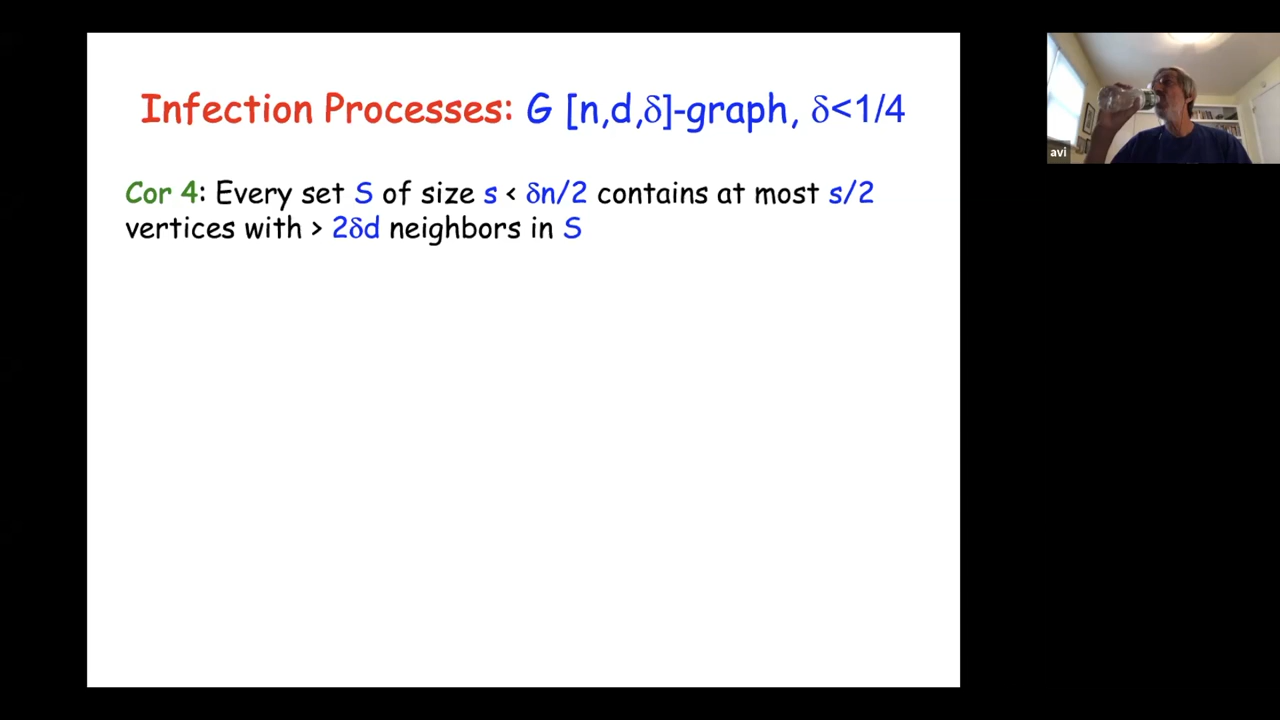 Infection Processes: G [n,d,δ]-graph, δ<1/4
Cor 4: Every set S of size s < δn/2 contains at most s/2
vertices with > 2δd neighbors in S
avi